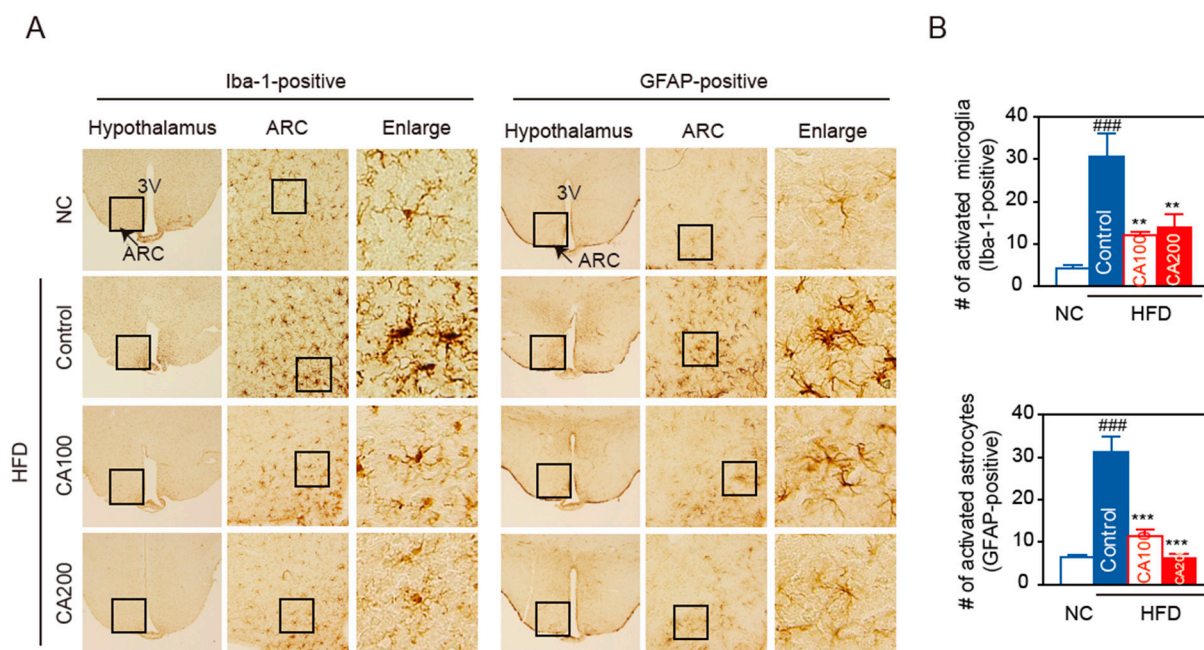 A
B
Iba-1-positive
GFAP-positive
Hypothalamus ARC Enlarge
Hypothalamus ARC Enlarge
NC
3V
ARC
3V
ARC
HFD
Control
CA100
CA200
# of activated microglia
(Iba-1-positive)
40
30
20
10
0
###
**
**
Control
CA100
CA200
NC
HFD
# of activated astrocytes
(GFAP-positive)
40
30
20
10
0
###
***
***
Control
CA100
CA200
NC
HFD